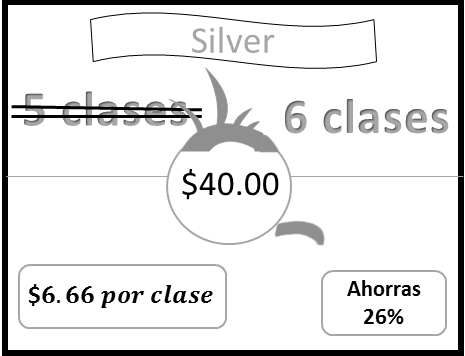 Silver
5 clases
6 clases
$40.00
$6.66 por clase
Ahorras
26%